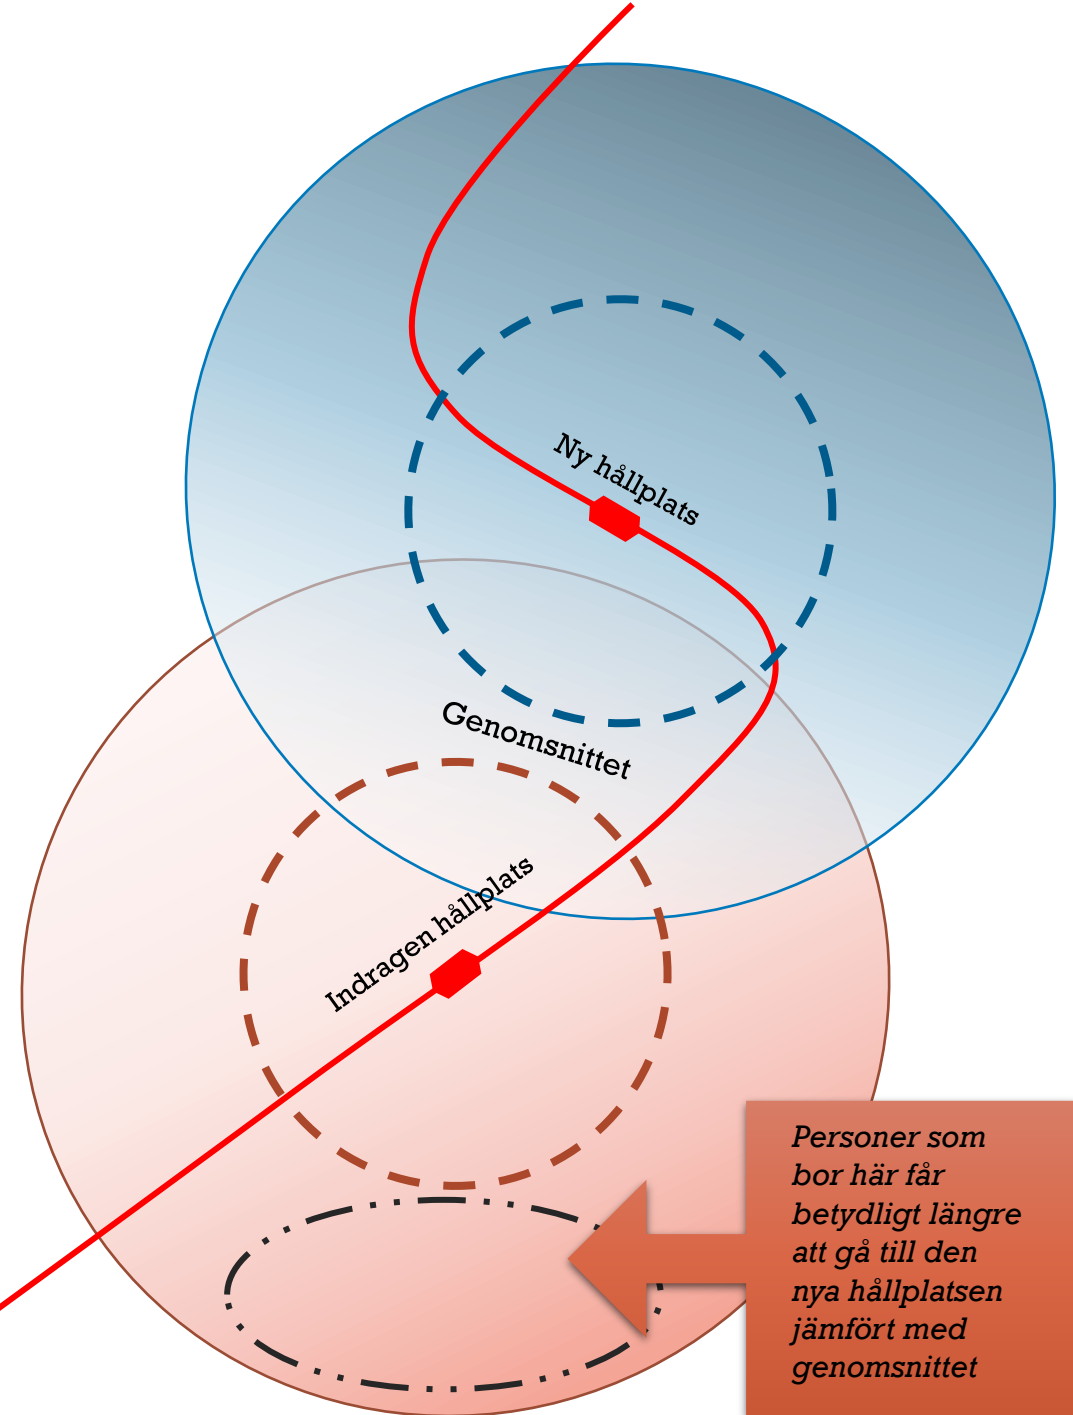 Ny hållplats
Genomsnittet
Indragen hållplats
Personer som
bor här får
betydligt längre
att gå till den
nya hållplatsen
jämfört med
genomsnittet